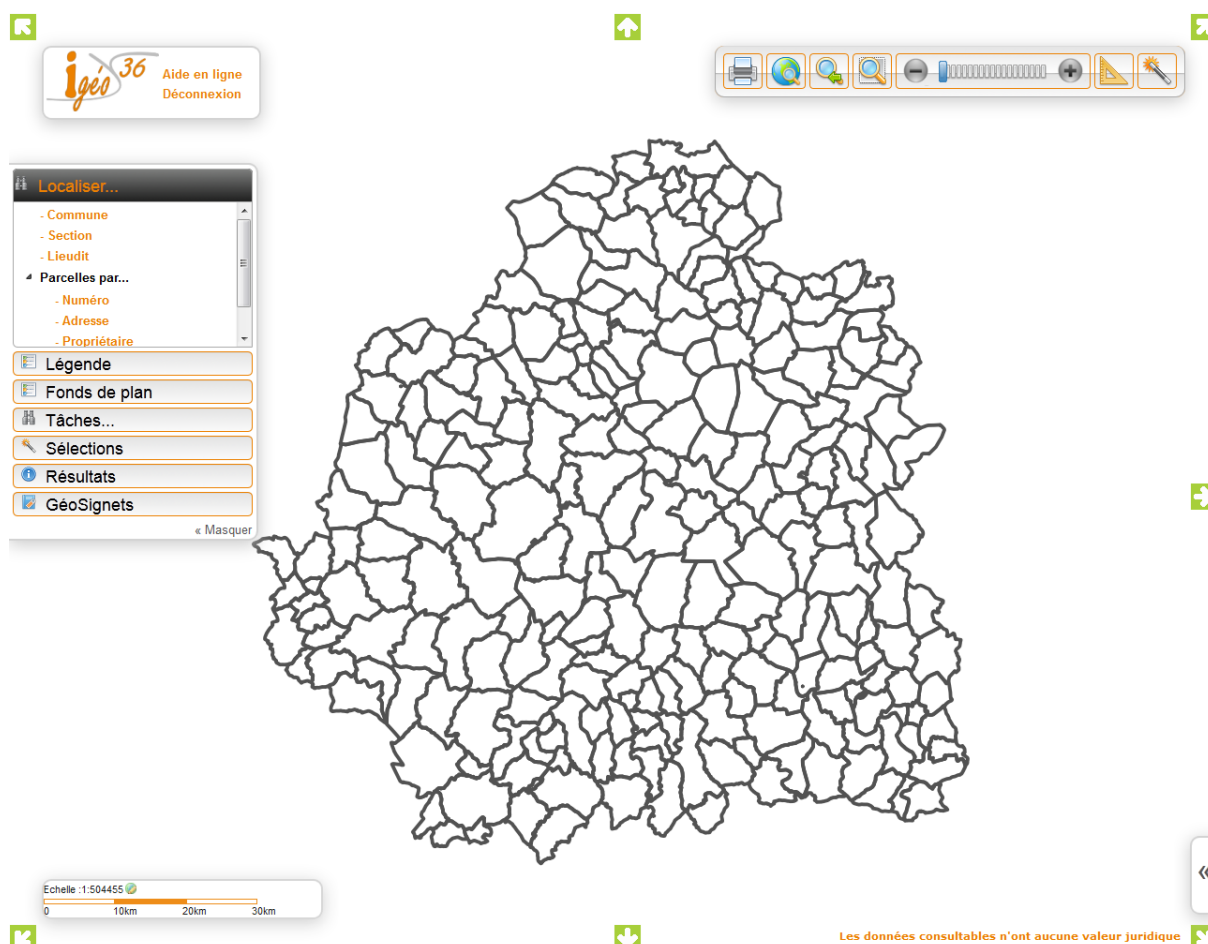 igéo 36
Aide en ligne
Déconnexion
Localiser...
- Commune
- Section
- Lieudit
Parcelles par...
- Numéro
- Adresse
- Propriétaire
Légende
Fonds de plan
Tâches...
Sélections
Résultats
GéoSignets
« Masquer
Echelle :1:504455
0 10km 20km 30km
Les données consultables n'ont aucune valeur juridique